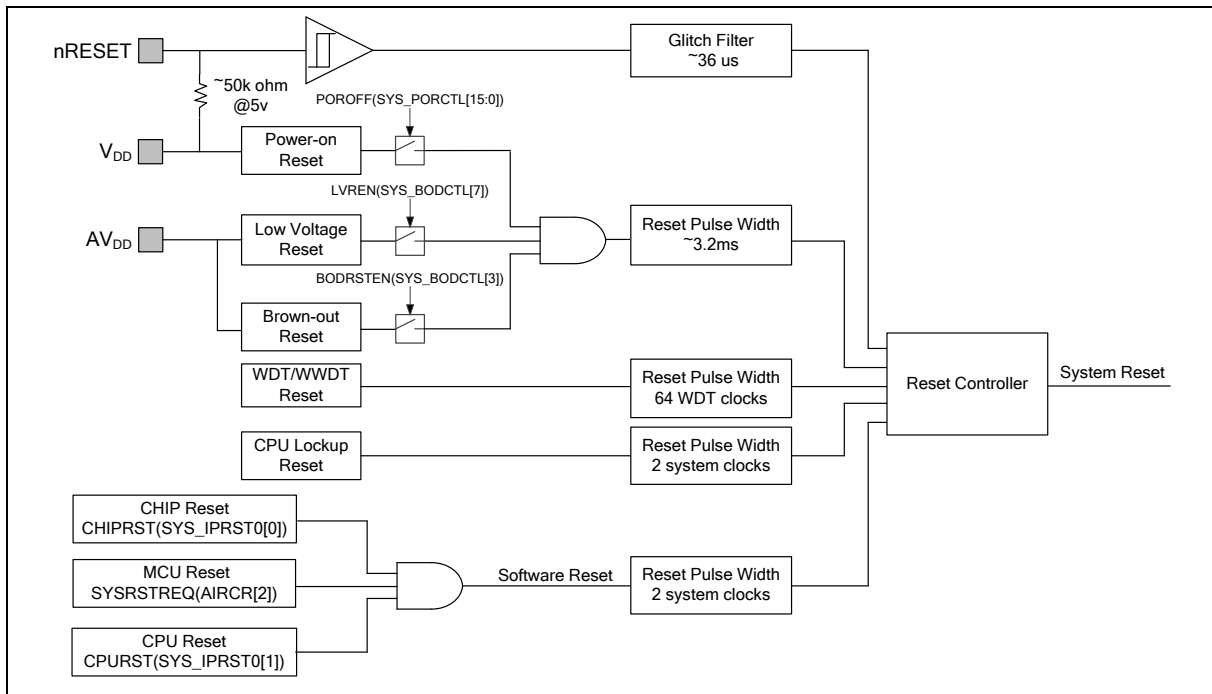 nRESET
~50k ohm
@5v
Glitch Filter
~36 us
POROFF(SYS_PORCTL[15:0])
VDD
Power-on
Reset
LVREN(SYS_BODCTL[7])
AVDD
Low Voltage
Reset
Reset Pulse Width
~3.2ms
BODRSTEN(SYS_BODCTL[3])
Brown-out
Reset
WDT/WWDT
Reset
Reset Pulse Width
64 WDT clocks
Reset Controller
System Reset
CPU Lockup
Reset
Reset Pulse Width
2 system clocks
CHIP Reset
CHIPRST(SYS_IPRST0[0])
MCU Reset
SYSRSTREQ(AIRCR[2])
Software Reset
Reset Pulse Width
2 system clocks
CPU Reset
CPURST(SYS_IPRST0[1])